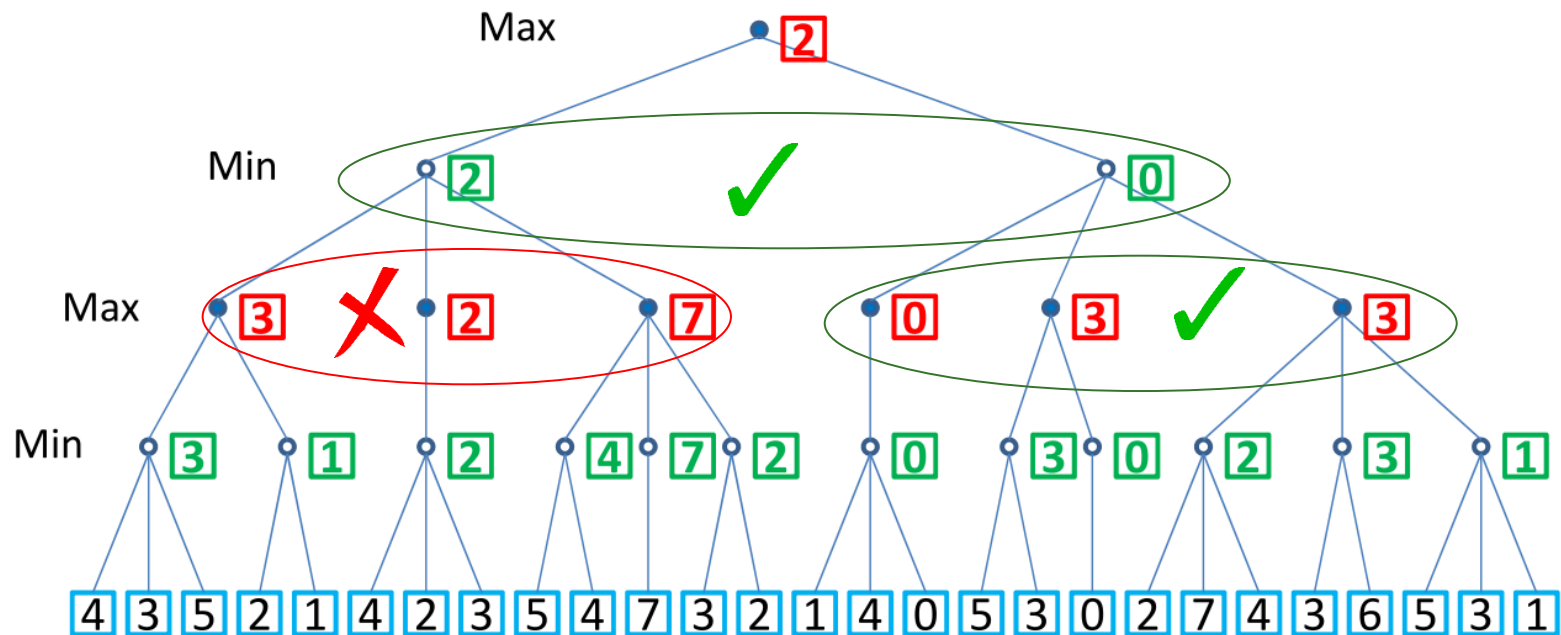 Max 2
Min 2 0
Max 3 2 7 0 3 3
Min 3 1 2 4 7 2 0 3 0 2 3 1
4 3 5 2 1 4 2 3 5 4 7 3 2 1 4 0 5 3 0 2 7 4 3 6 5 3 1